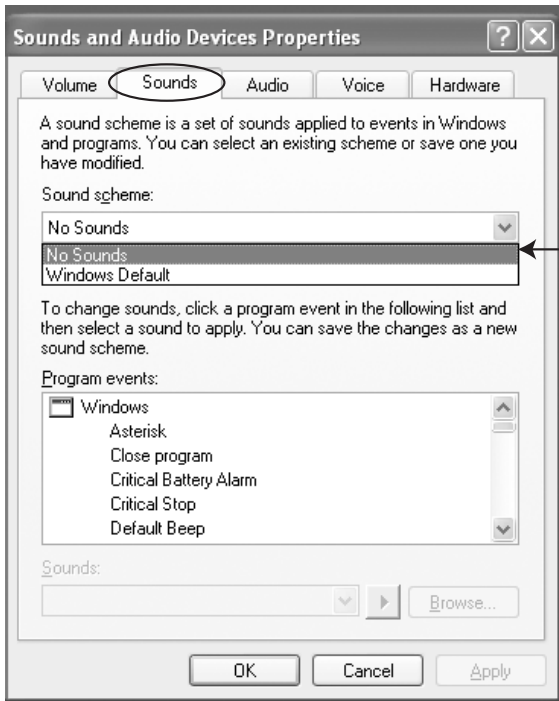 Sounds and Audio Devices Properties
?
Volume Sounds Audio Voice Hardware
A sound scheme is a set of sounds applied to events in Windows
and programs. You can select an existing scheme or save one you
have modified.
Sound scheme:
No Sounds
No Sounds
Windows Default
To change sounds, click a program event in the following list and
then select a sound to apply. You can save the changes as a new
sound scheme.
Program events:
Windows
Asterisk
Close program
Critical Battery Alarm
Critical Stop
Default Beep
Sounds:
Browse...
OK Cancel Apply